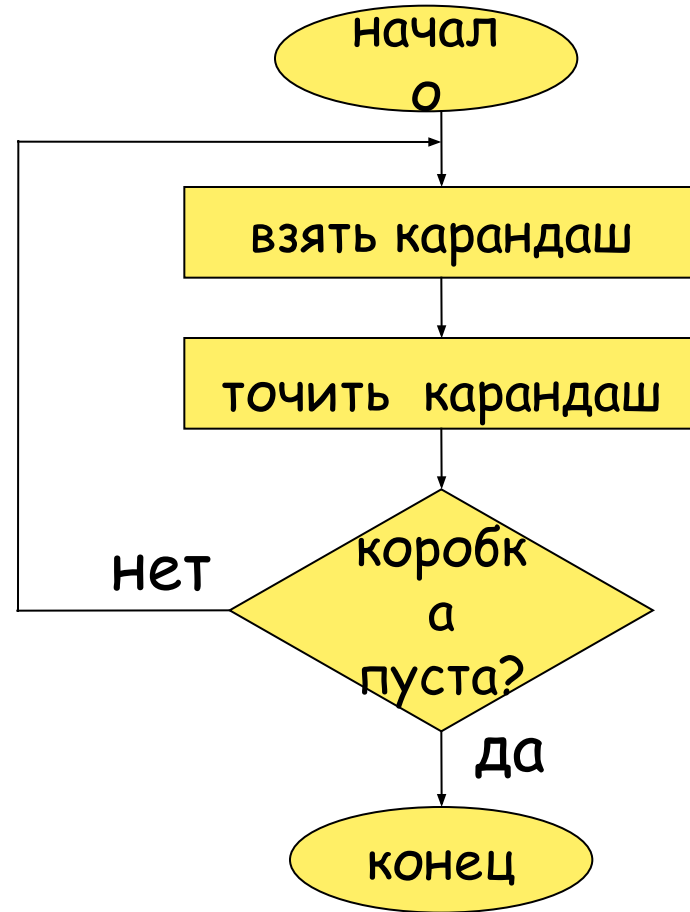 начал
о
взять карандаш
точить карандаш
коробк
а
пуста?
нет
да
конец